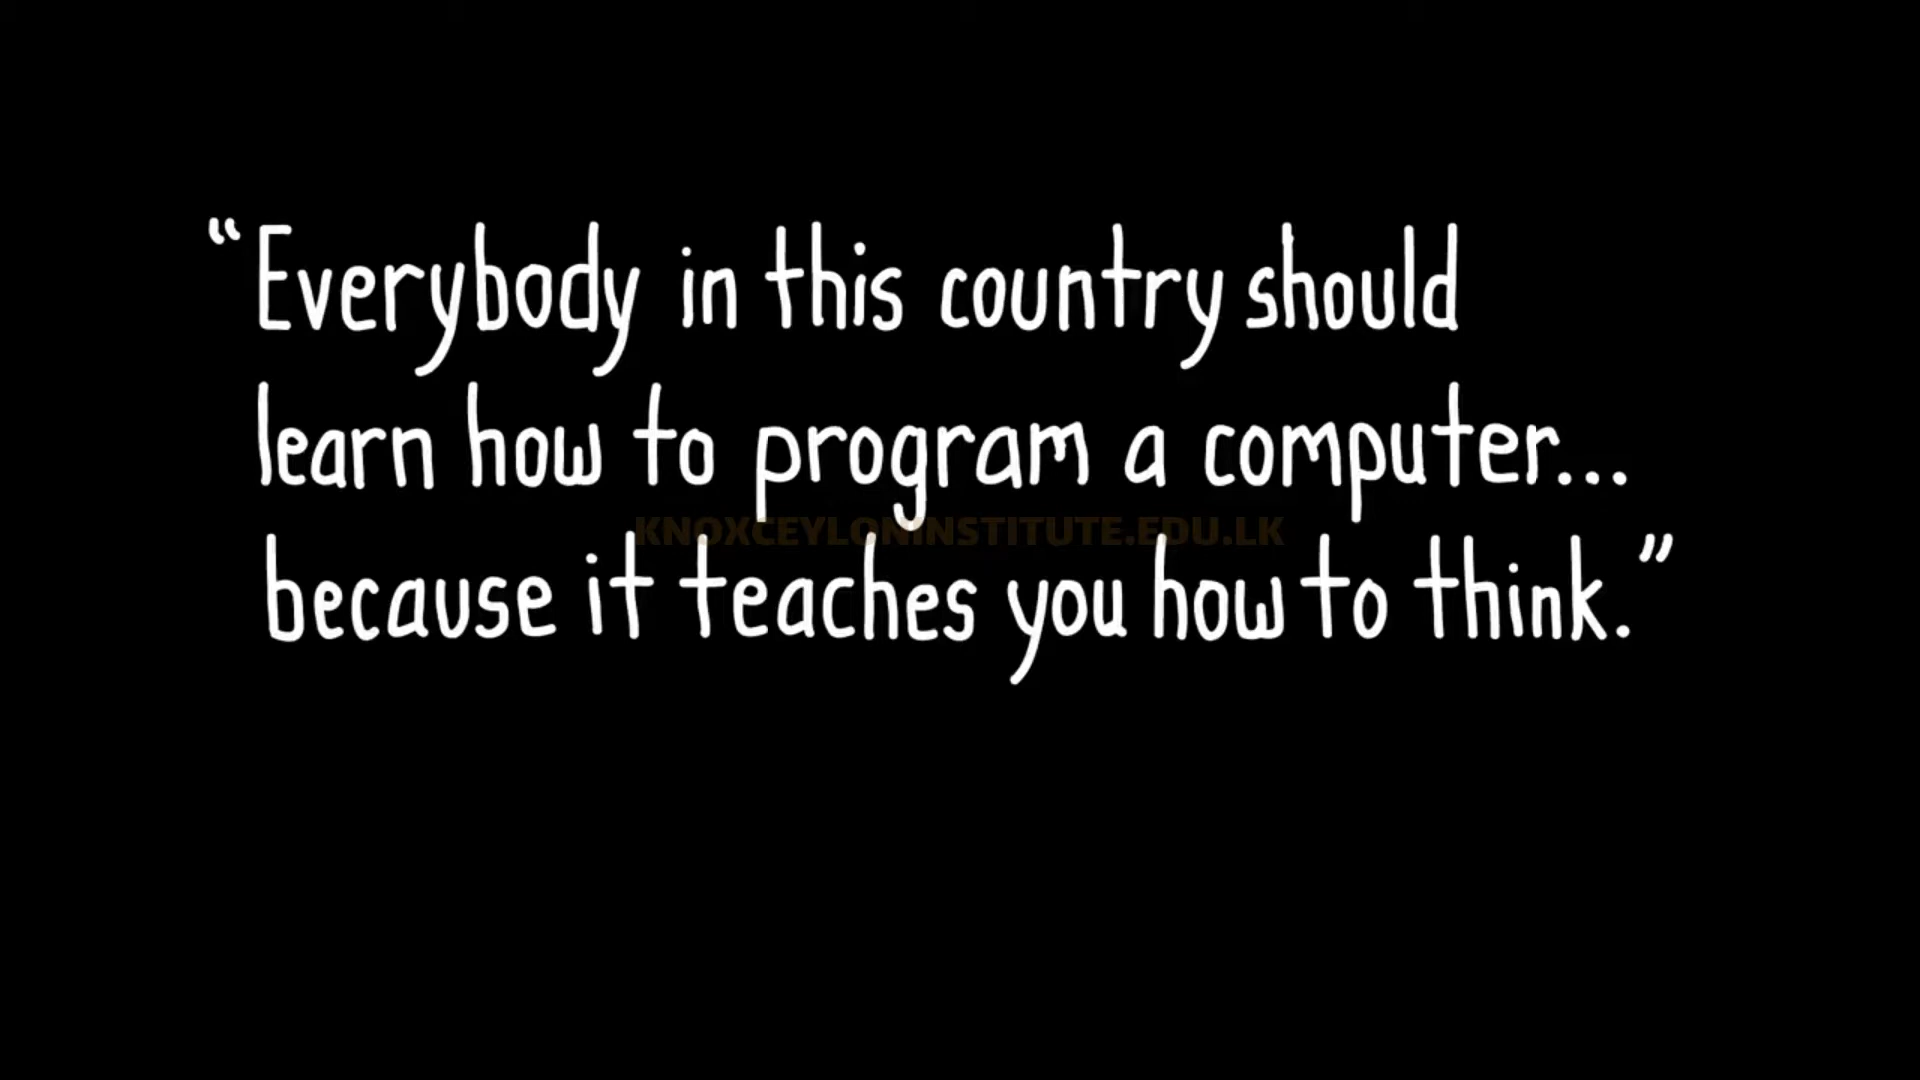 “Everybody in this country should
learn how to program a computer...
KNOXCEYLONINSTITUTE.EDU.LK
because it teaches you how to think.”